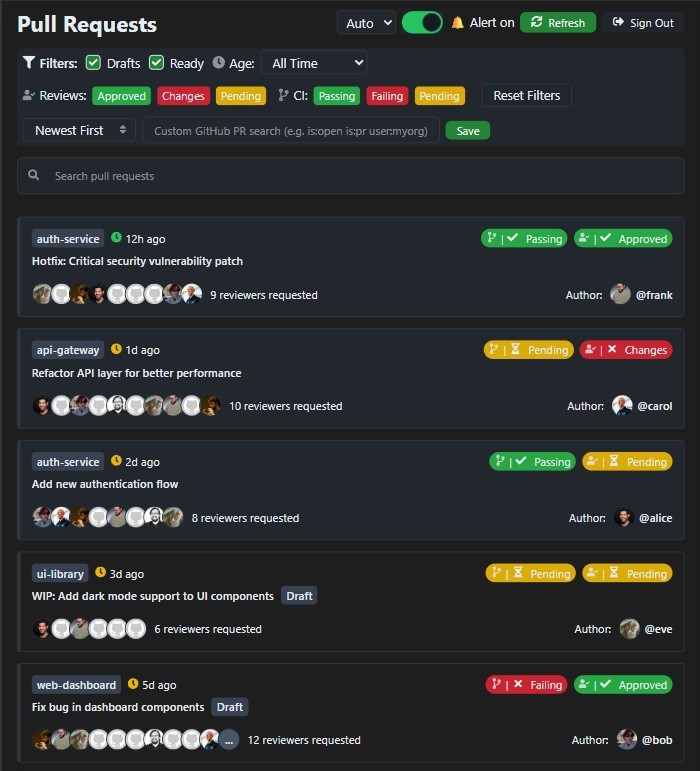 Pull Requests Auto Alert on Refresh Sign Out
Filters: Drafts Ready Age: All Time
Reviews: Approved Changes Pending CI: Passing Failing Pending Reset Filters
Newest First Custom GitHub PR search (e.g. is:open is:pr user:myorg) Save
Search pull requests
auth-service 12h ago | Passing | Approved
Hotfix: Critical security vulnerability patch
9 reviewers requested Author: @frank
api-gateway 1d ago | Pending | Changes
Refactor API layer for better performance
10 reviewers requested Author: @carol
auth-service 2d ago | Passing | Pending
Add new authentication flow
8 reviewers requested Author: @alice
ui-library 3d ago | Pending | Pending
WIP: Add dark mode support to UI components Draft
6 reviewers requested Author: @eve
web-dashboard 5d ago | Failing | Approved
Fix bug in dashboard components Draft
... 12 reviewers requested Author: @bob